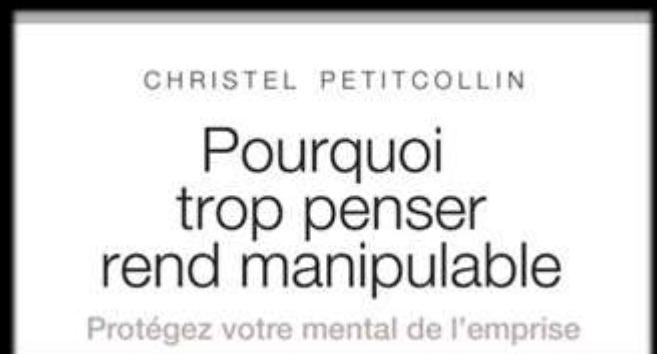 CHRISTEL PETITCOLLIN
Pourquoi
trop penser
rend manipulable
Protégez votre mental de l'emprise